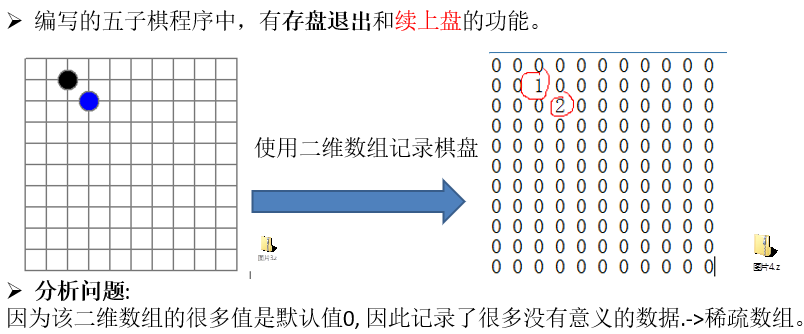 ➢ 编写的五子棋程序中，有存盘退出和续上盘的功能。
使用二维数组记录棋盘
0 0 0 0 0 0 0 0 0 0 0
0 0 1 0 0 0 0 0 0 0 0
0 0 0 2 0 0 0 0 0 0 0
0 0 0 0 0 0 0 0 0 0 0
0 0 0 0 0 0 0 0 0 0 0
0 0 0 0 0 0 0 0 0 0 0
0 0 0 0 0 0 0 0 0 0 0
0 0 0 0 0 0 0 0 0 0 0
0 0 0 0 0 0 0 0 0 0 0
0 0 0 0 0 0 0 0 0 0 0
0 0 0 0 0 0 0 0 0 0 0
图片3.z
图片4.z
➢ 分析问题:
因为该二维数组的很多值是默认值0, 因此记录了很多没有意义的数据.->稀疏数组。